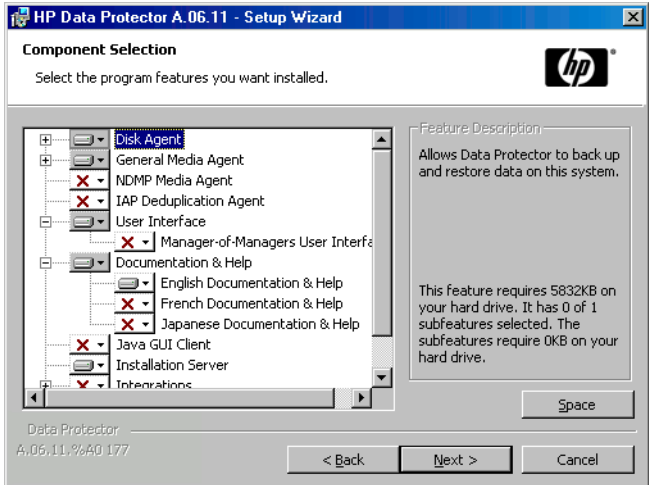 HP Data Protector A.06.11 - Setup Wizard
Component Selection
Select the program features you want installed.
hp
Disk Agent
General Media Agent
NDMP Media Agent
IAP Deduplication Agent
User Interface
Manager-of-Managers User Interfa
Documentation & Help
English Documentation & Help
French Documentation & Help
Japanese Documentation & Help
Java GUI Client
Installation Server
Integrations
Feature Description
Allows Data Protector to back up
and restore data on this system.
This feature requires 5832KB on
your hard drive. It has 0 of 1
subfeatures selected. The
subfeatures require 0KB on your
hard drive.
Space
Data Protector
A.06.11.%A0 177
< Back
Next >
Cancel